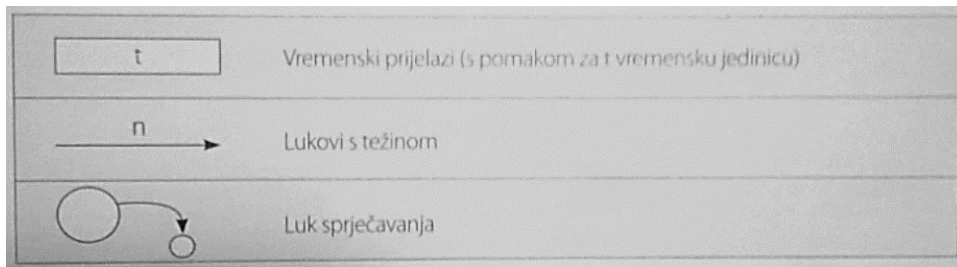 t
Vremenski prijelazi (s pomakom za t vremensku jedinicu)
n
Lukovi s težinom
Luk sprječavanja